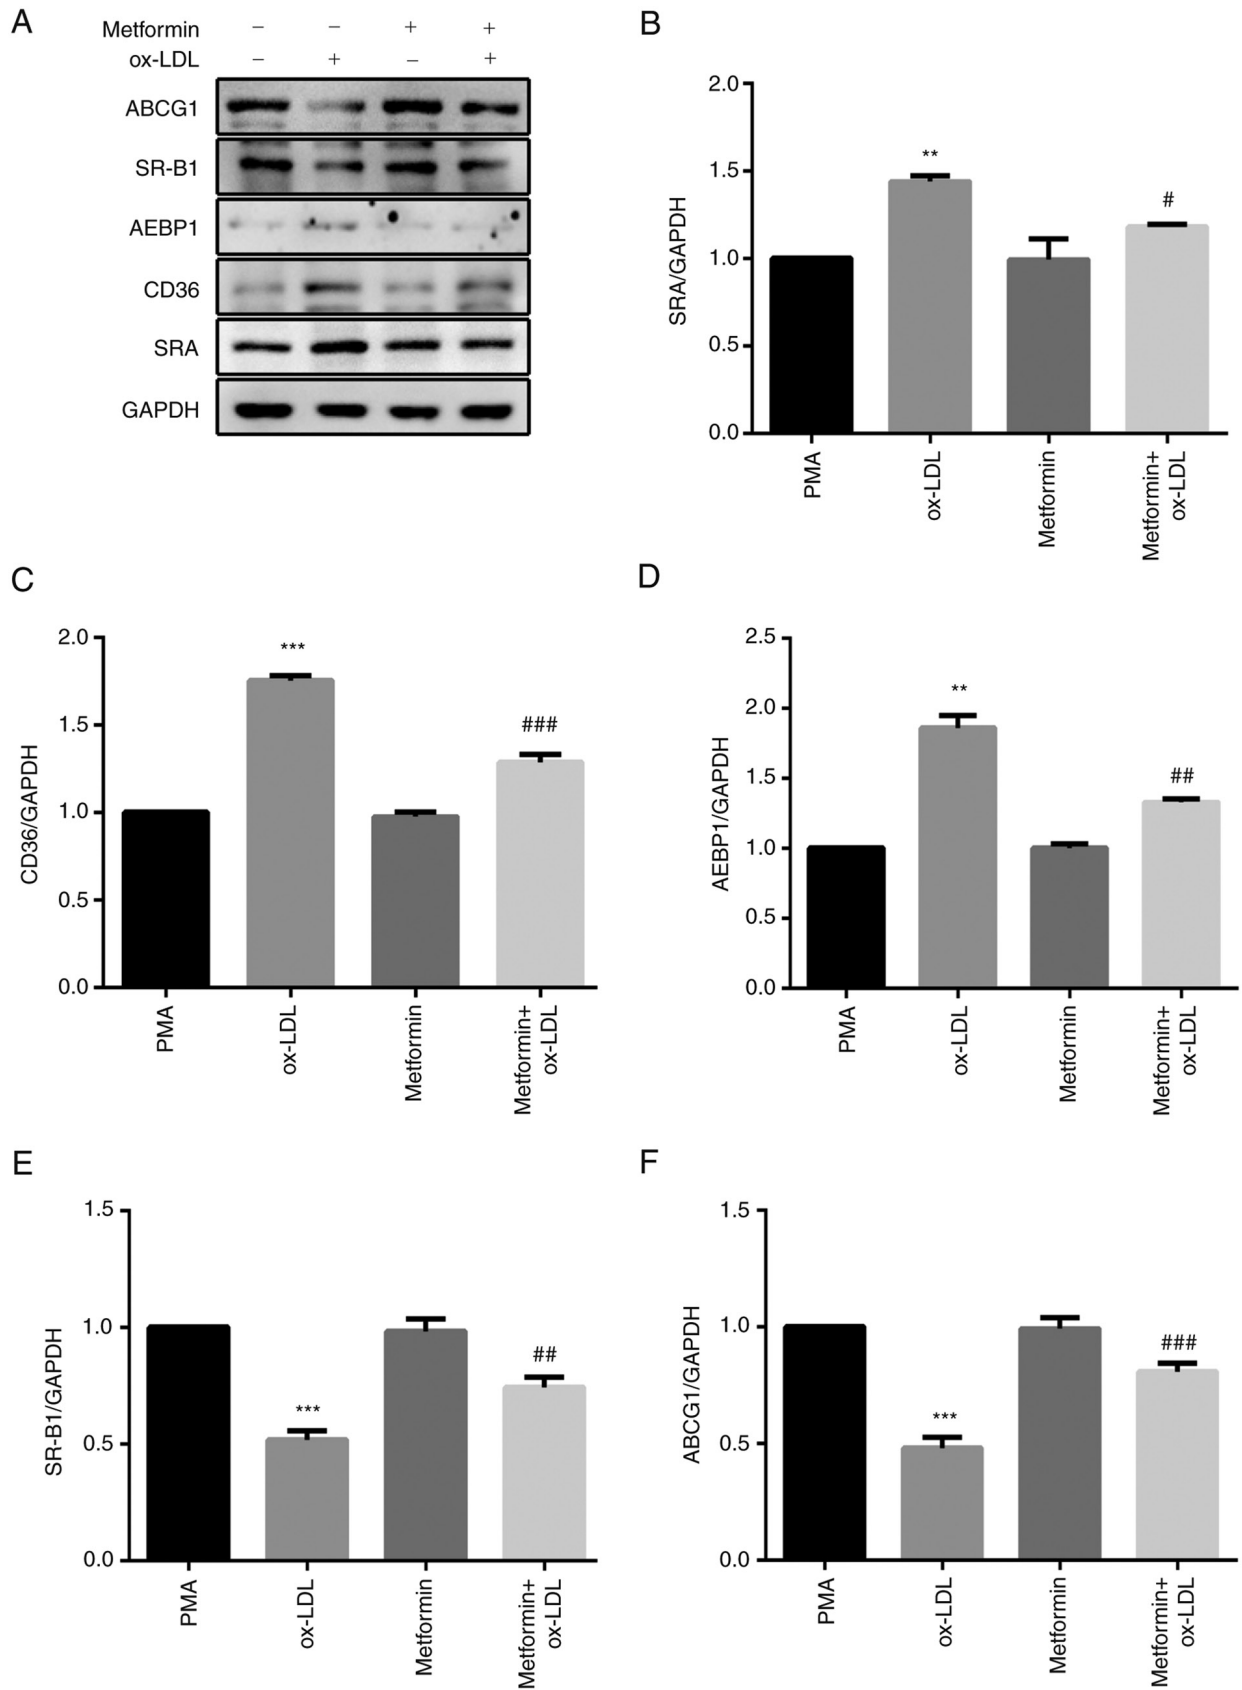 A
Metformin − − + +
ox-LDL − + − +
ABCG1
SR-B1
AEBP1
CD36
SRA
GAPDH
B
SRA/GAPDH
2.0
1.5
1.0
0.5
0.0
**
#
PMA
ox-LDL
Metformin
Metformin+
ox-LDL
C
CD36/GAPDH
2.0
1.5
1.0
0.5
0.0
***
###
PMA
ox-LDL
Metformin
Metformin+
ox-LDL
D
AEBP1/GAPDH
2.5
2.0
1.5
1.0
0.5
0.0
**
##
PMA
ox-LDL
Metformin
Metformin+
ox-LDL
E
SR-B1/GAPDH
1.5
1.0
0.5
0.0
***
##
PMA
ox-LDL
Metformin
Metformin+
ox-LDL
F
ABCG1/GAPDH
1.5
1.0
0.5
0.0
***
###
PMA
ox-LDL
Metformin
Metformin+
ox-LDL